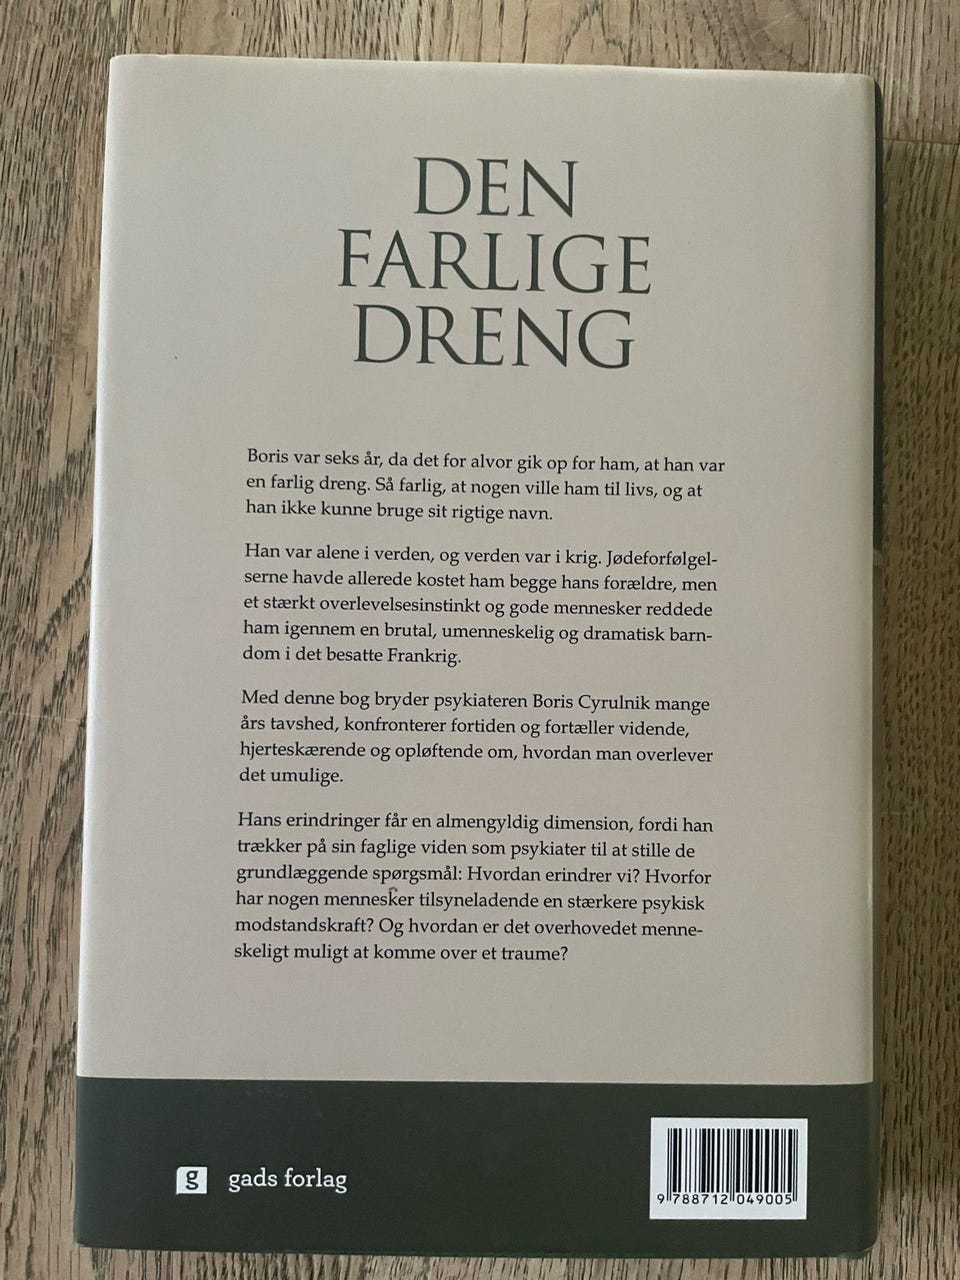 DEN
FARLIGE
DRENG
Boris var seks år, da det for alvor gik op for ham, at han var
en farlig dreng. Så farlig, at nogen ville ham til livs, og at
han ikke kunne bruge sit rigtige navn.
Han var alene i verden, og verden var i krig. Jødeforfølgel-
serne havde allerede kostet ham begge hans forældre, men
et stærkt overlevelsesinstinkt og gode mennesker reddede
ham igennem en brutal, umenneskelig og dramatisk barn-
dom i det besatte Frankrig.
Med denne bog bryder psykiateren Boris Cyrulnik mange
års tavshed, konfronterer fortiden og fortæller vidende,
hjerteskærende og opløftende om, hvordan man overlever
det umulige.
Hans erindringer får en almengyldig dimension, fordi han
trækker på sin faglige viden som psykiater til at stille de
grundlæggende spørgsmål: Hvordan erindrer vi? Hvorfor
har nogen mennesker tilsyneladende en stærkere psykisk
modstandskraft? Og hvordan er det overhovedet menne-
skeligt muligt at komme over et traume?
g gads forlag
9 788712 049005